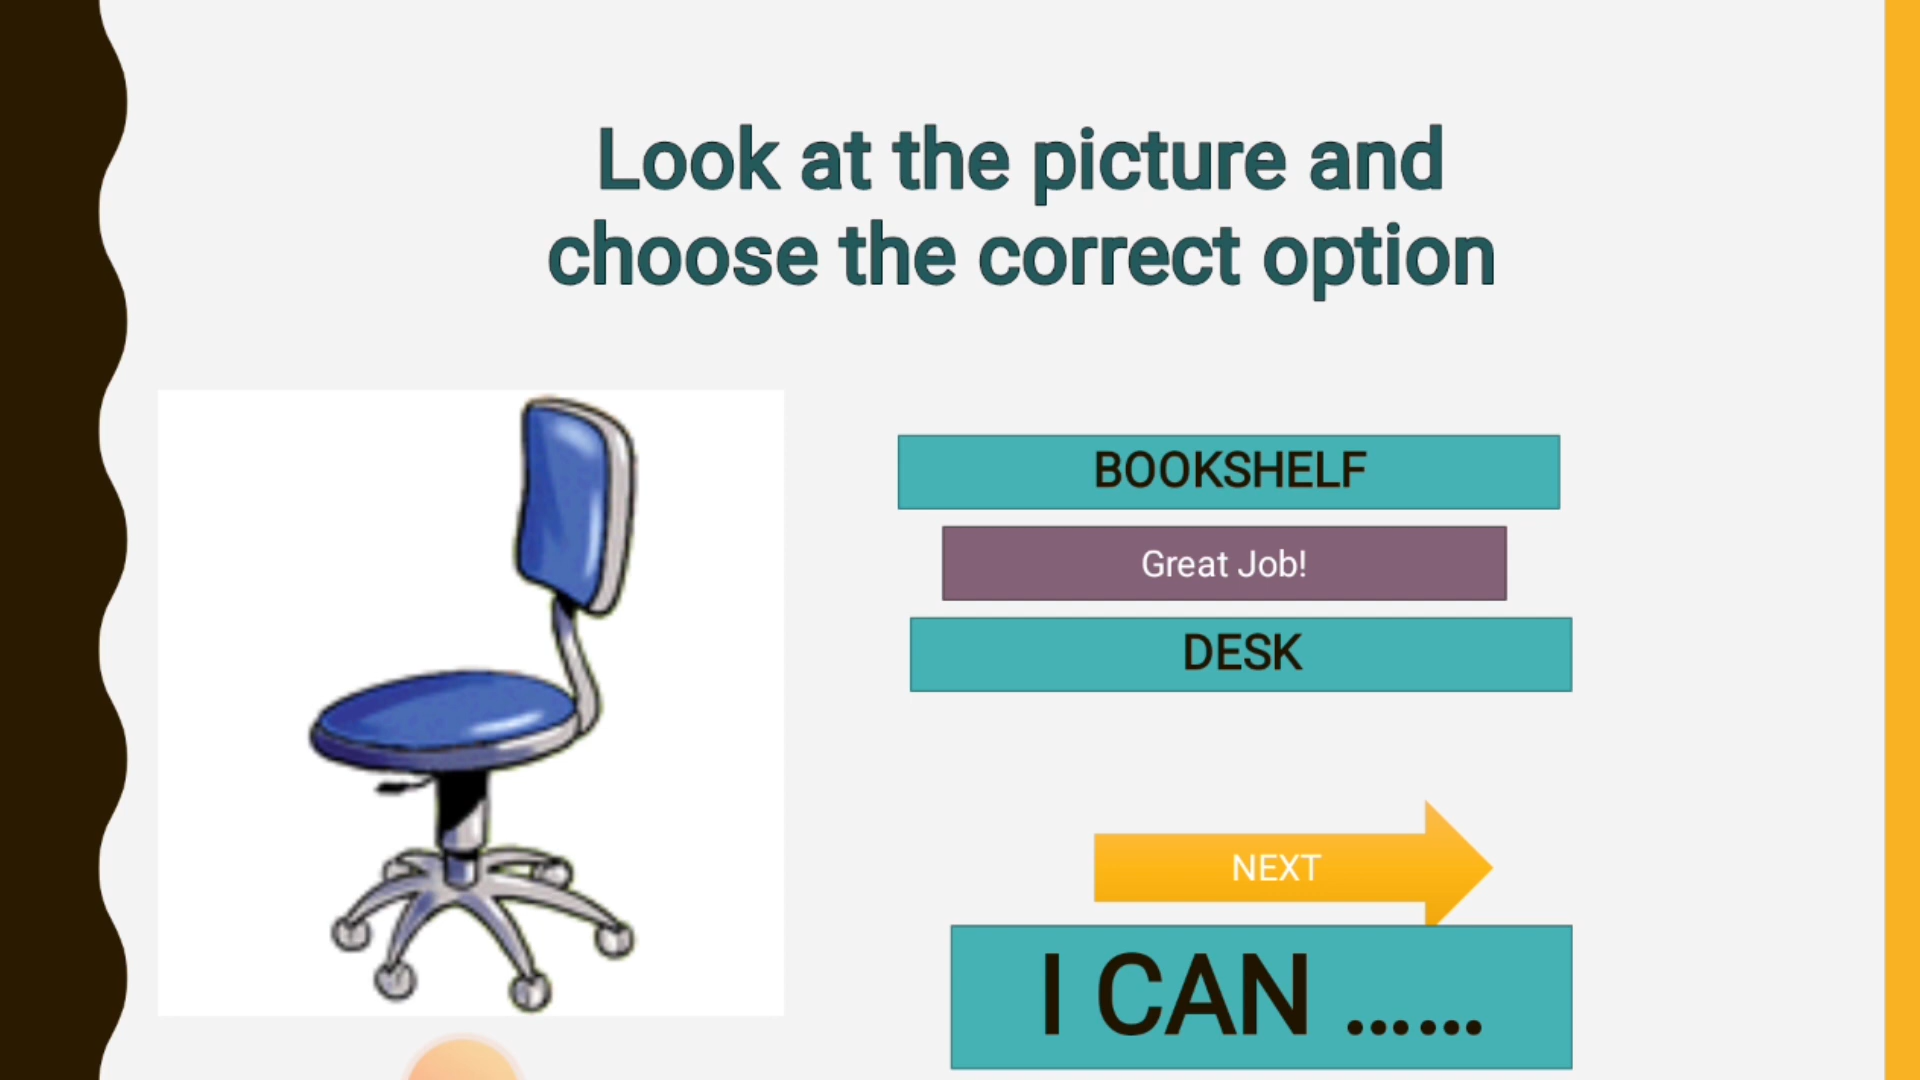 Look at the picture and
choose the correct option
BOOKSHELF
Great Job!
DESK
NEXT
I CAN ......